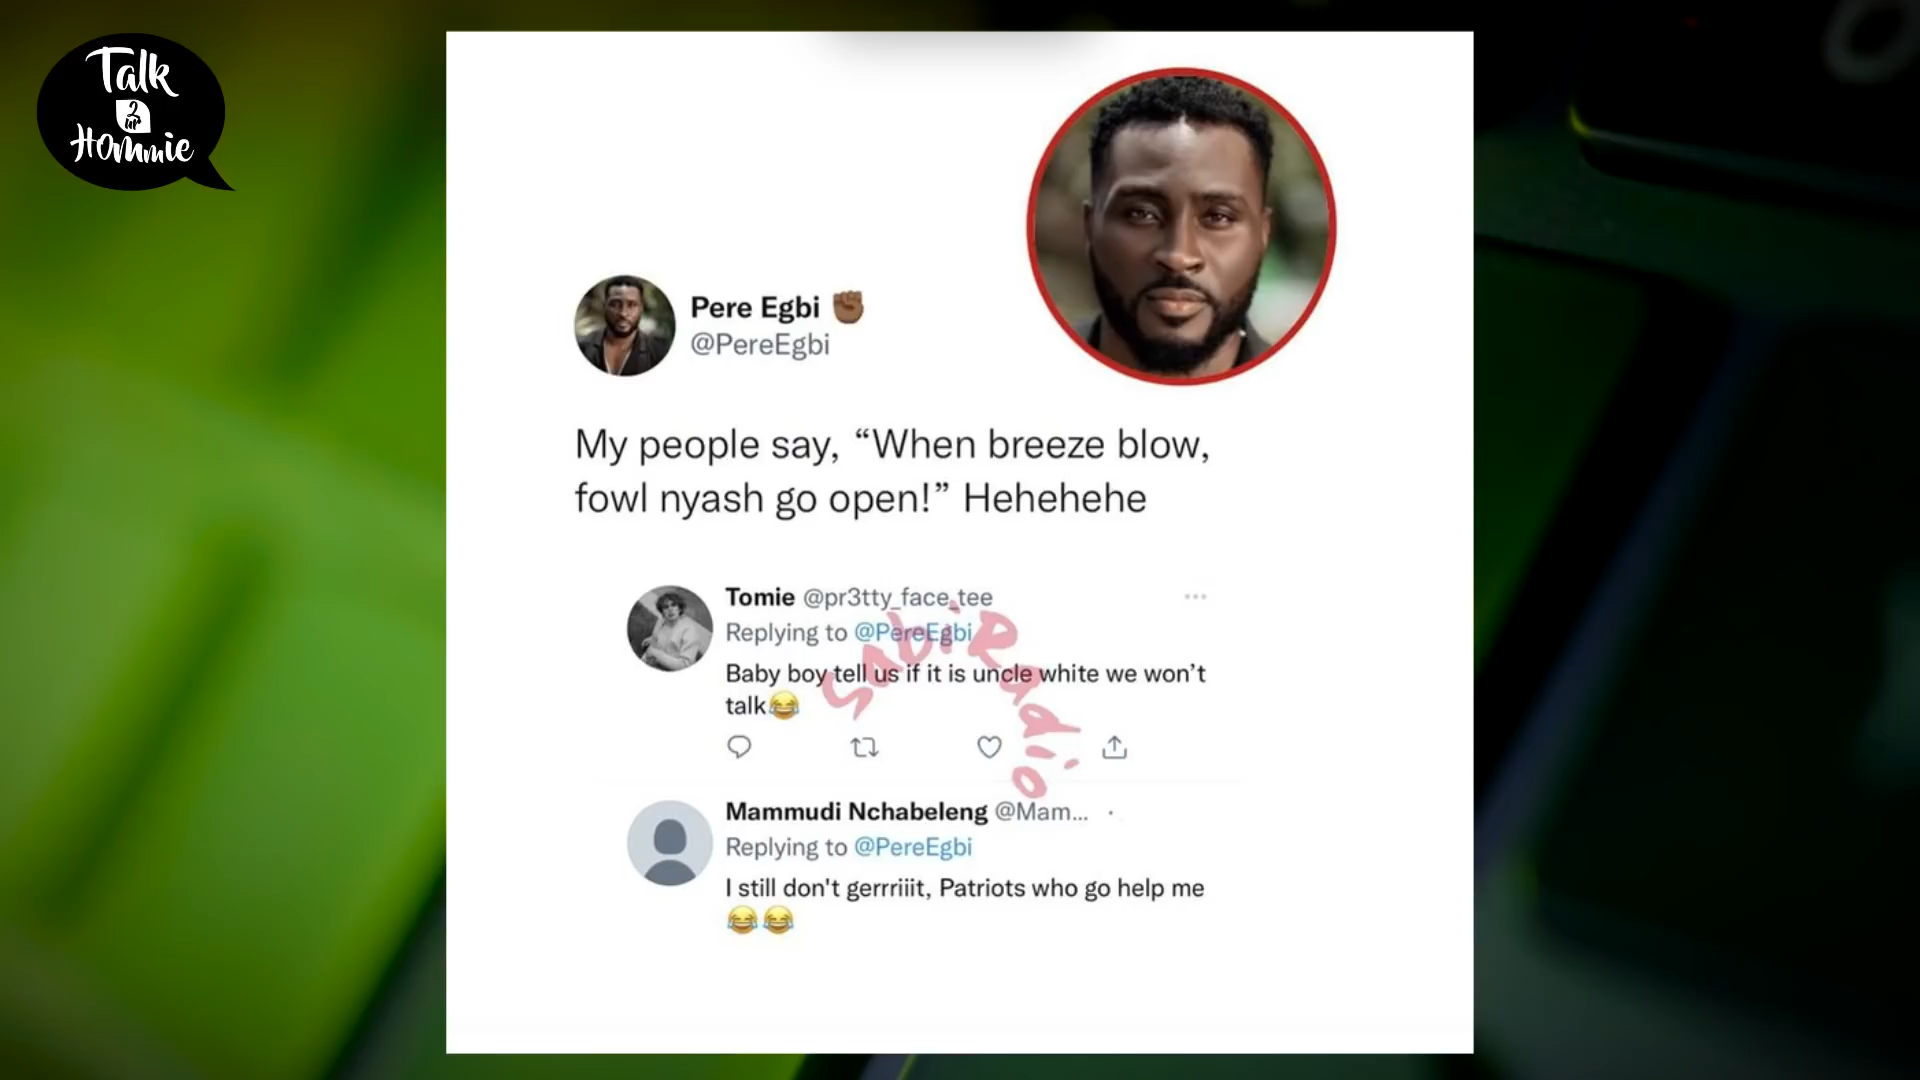 Talk
2
ur
Hommie
Pere Egbi ✊🏾
@PereEgbi
My people say, “When breeze blow,
fowl nyash go open!” Hehehehe
Tomie @pr3tty_face_tee
Replying to @PereEgbi
Baby boy tell us if it is uncle white we won’t
talk😂
SabiRadio
Mammudi Nchabeleng @Mam... ·
Replying to @PereEgbi
I still don't gerrriiit, Patriots who go help me
😂😂